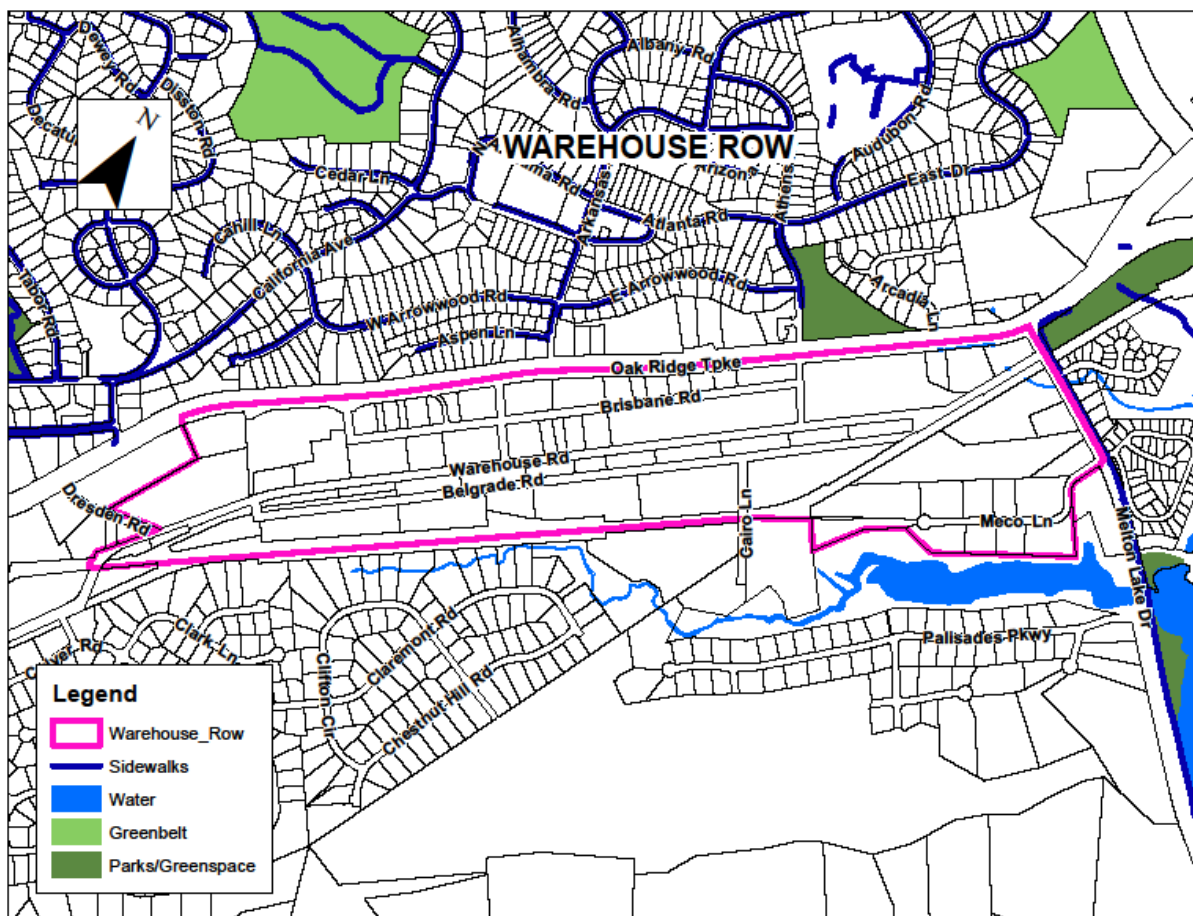 Dewey Rd
Disston Rd
Decatu
N
Alhambra Rd
Albany Rd
WAREHOUSE ROW
Audubon Rd
Cedar Ln
Arizona
East Dr
Arkansas
Atlanta Rd
Athens
Cahill Ln
California Ave
Tabor Rd
W Arrowwood Rd
E Arrowwood Rd
Arcadia Ln
Aspen Ln
Oak Ridge Tpke
Brisbane Rd
Warehouse Rd
Belgrade Rd
Dresden Rd
Cairo Ln
Meco Ln
Melton Lake Dr
Clark Ln
Claremont Rd
Clifton Cir
Chestnut Hill Rd
Palisades Pkwy
Legend
Warehouse_Row
Sidewalks
Water
Greenbelt
Parks/Greenspace